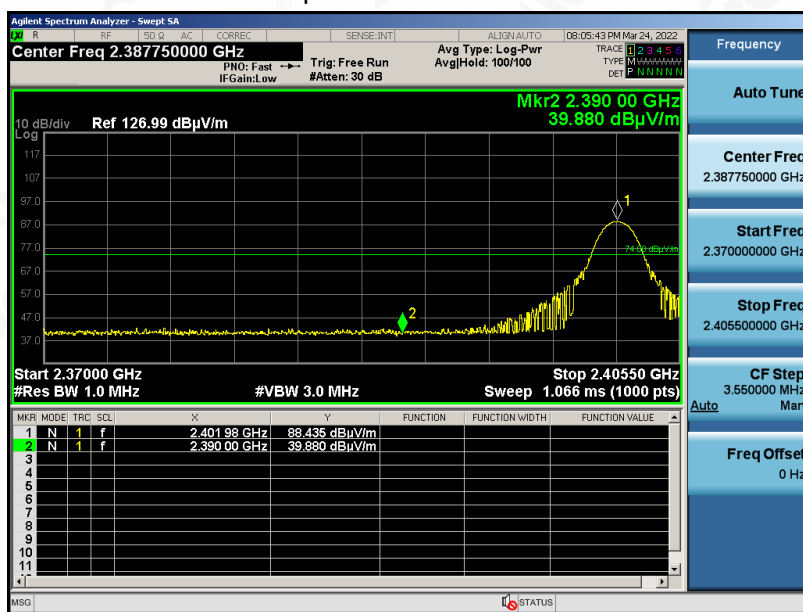 Agilent Spectrum Analyzer - Swept SA
LXI R RF 50 Ω AC CORREC SENSE:INT ALIGN AUTO 08:05:43 PM Mar 24, 2022
Center Freq 2.387750000 GHz
PNO: Fast
IFGain:Low
Trig: Free Run
#Atten: 30 dB
Avg Type: Log-Pwr
Avg|Hold: 100/100
TRACE 1 2 3 4 5 6
TYPE M
DET P N N N N N
Frequency
Mkr2 2.390 00 GHz
39.880 dBµV/m
10 dB/div Ref 126.99 dBµV/m
Log
117
107
97.0
87.0
77.0
67.0
57.0
47.0
37.0
1
74.00 dBµV/m
2
Start 2.37000 GHz Stop 2.40550 GHz
#Res BW 1.0 MHz #VBW 3.0 MHz Sweep 1.066 ms (1000 pts)
MKR MODE TRC SCL X Y FUNCTION FUNCTION WIDTH FUNCTION VALUE
1 N 1 f 2.401 98 GHz 88.435 dBµV/m
2 N 1 f 2.390 00 GHz 39.880 dBµV/m
3
4
5
6
7
8
9
10
11
Auto Tune
Center Freq
2.387750000 GHz
Start Freq
2.370000000 GHz
Stop Freq
2.405500000 GHz
CF Step
3.550000 MHz
Auto Man
Freq Offset
0 Hz
MSG STATUS